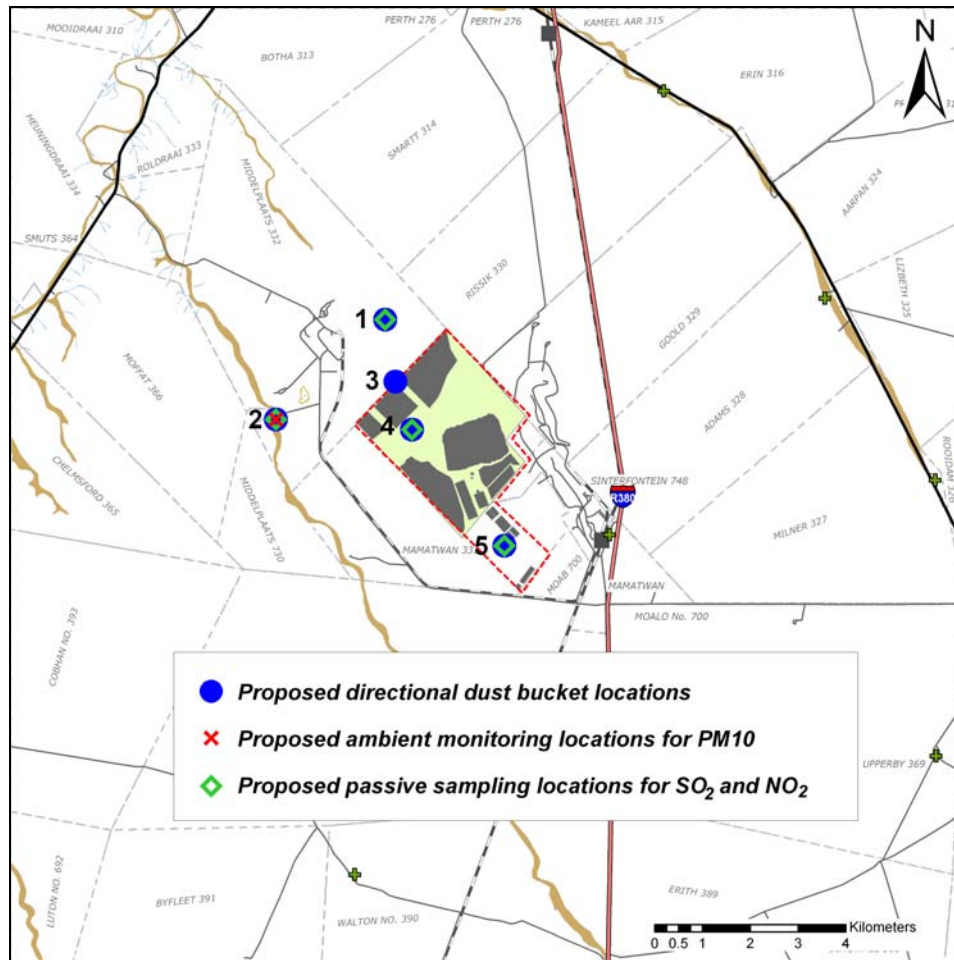 MOOIDRAAI 310
PERTH 276
PERTH 276
KAMEEL AAR 315
N
BOTHA 313
ERIN 316
HEUNINGDRAAI 334
ROLDRAAI 333
SMARTT 314
MIDDELPLAATS 332
AARPAN 324
SMUTS 364
RISSIK 330
LIZBETH 325
1
GOOLD 329
MOFFAT 366
3
2
4
ADAMS 328
CHELMSFORD 365
SINTERFONTEIN 748
R380
ROOIDAM 326
MIDDELPLAATS 730
MILNER 327
5
MAMATWAN 331
MOAB 700
MAMATWAN
MOALO No. 700
COBHAN NO. 393
Proposed directional dust bucket locations
Proposed ambient monitoring locations for PM10
Proposed passive sampling locations for SO2 and NO2
UPPERBY 369
LUTON NO. 692
BYFLEET 391
WALTON NO. 390
ERITH 389
Kilometers
0 0.5 1 2 3 4